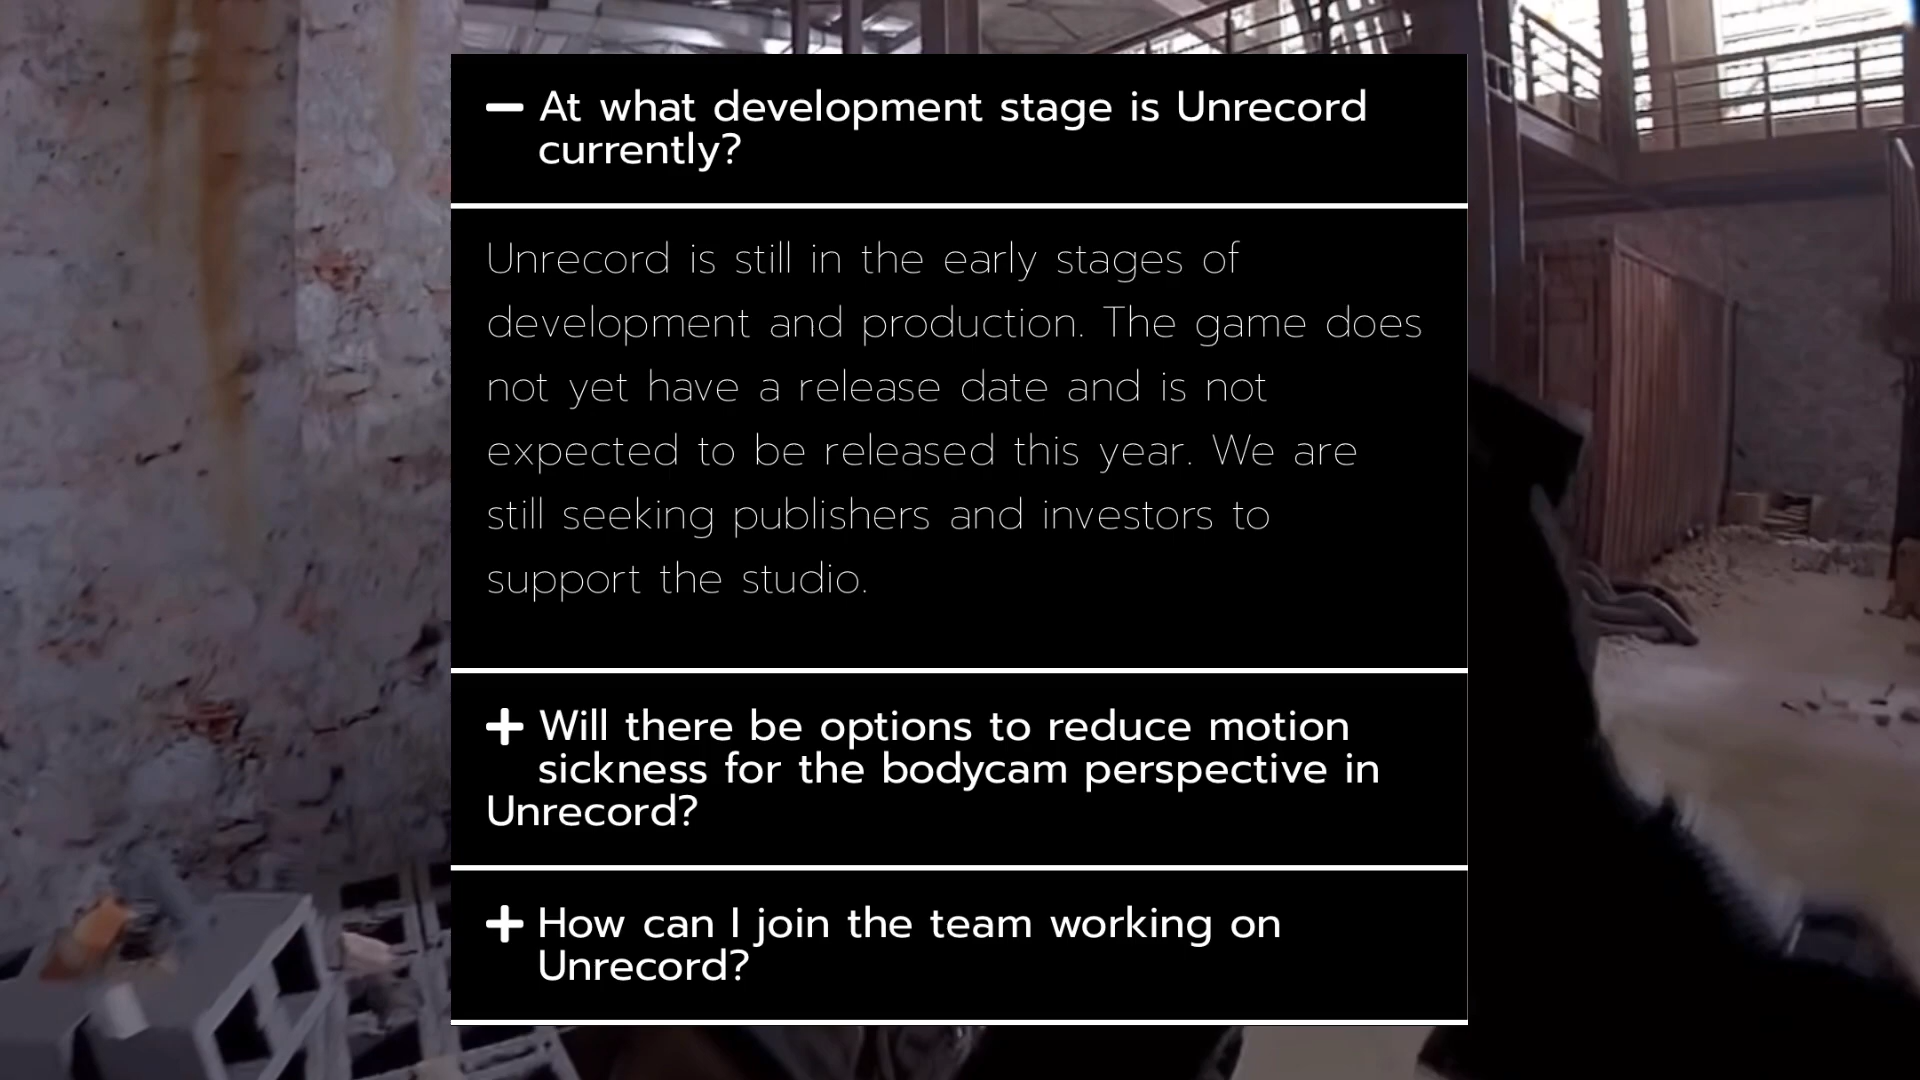 At what development stage is Unrecord
currently?
Unrecord is still in the early stages of
development and production. The game does
not yet have a release date and is not
expected to be released this year. We are
still seeking publishers and investors to
support the studio.
Will there be options to reduce motion
sickness for the bodycam perspective in
Unrecord?
How can I join the team working on
Unrecord?